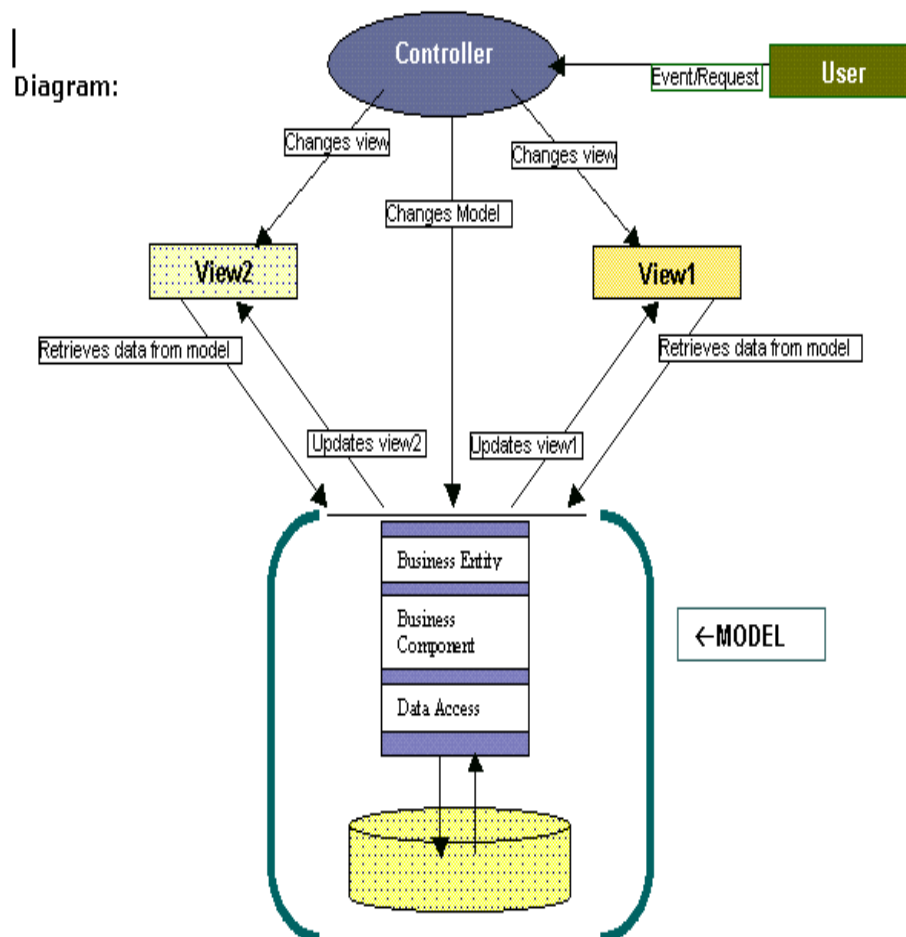 Controller
User
Event/Request
Diagram:
Changes view
Changes view
Changes Model
View2
View1
Retrieves data from model
Retrieves data from model
Updates view2
Updates view1
Business Entity
Business
Component
←MODEL
Data Access